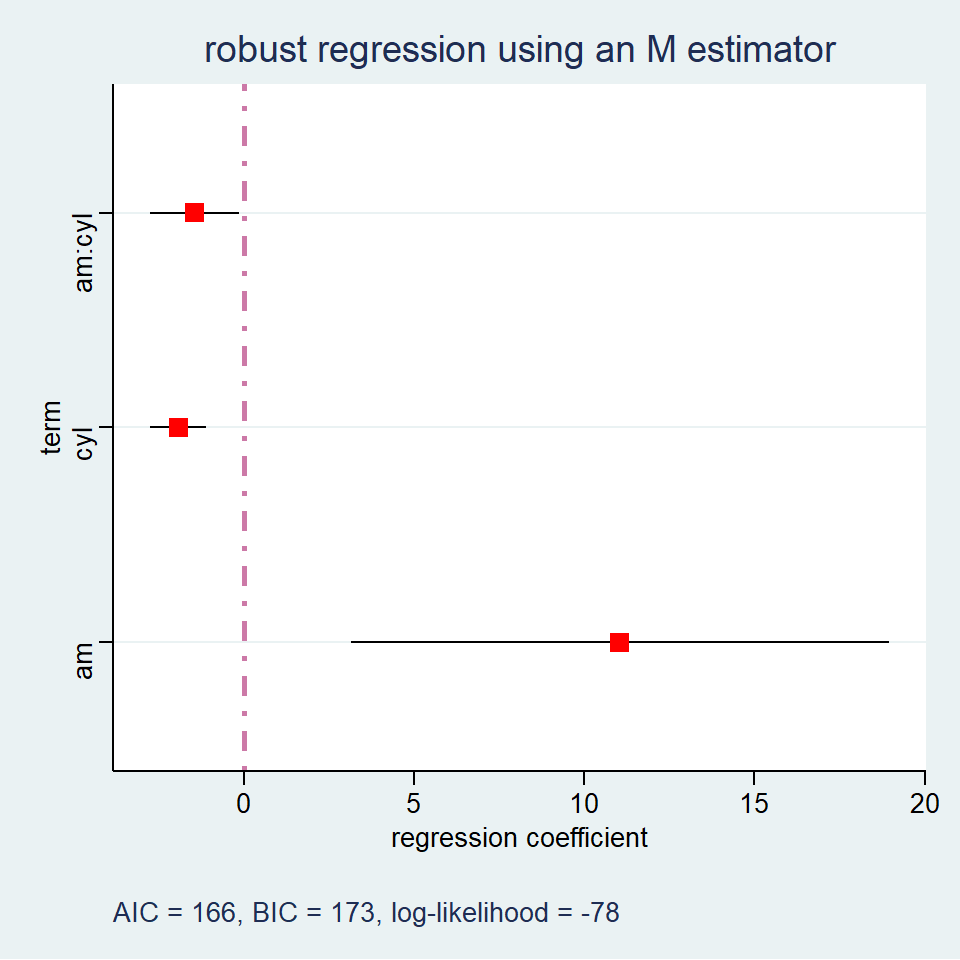 robust regression using an M estimator
term
am:cyl
cyl
am
0 5 10 15 20
regression coefficient
AIC = 166, BIC = 173, log-likelihood = -78